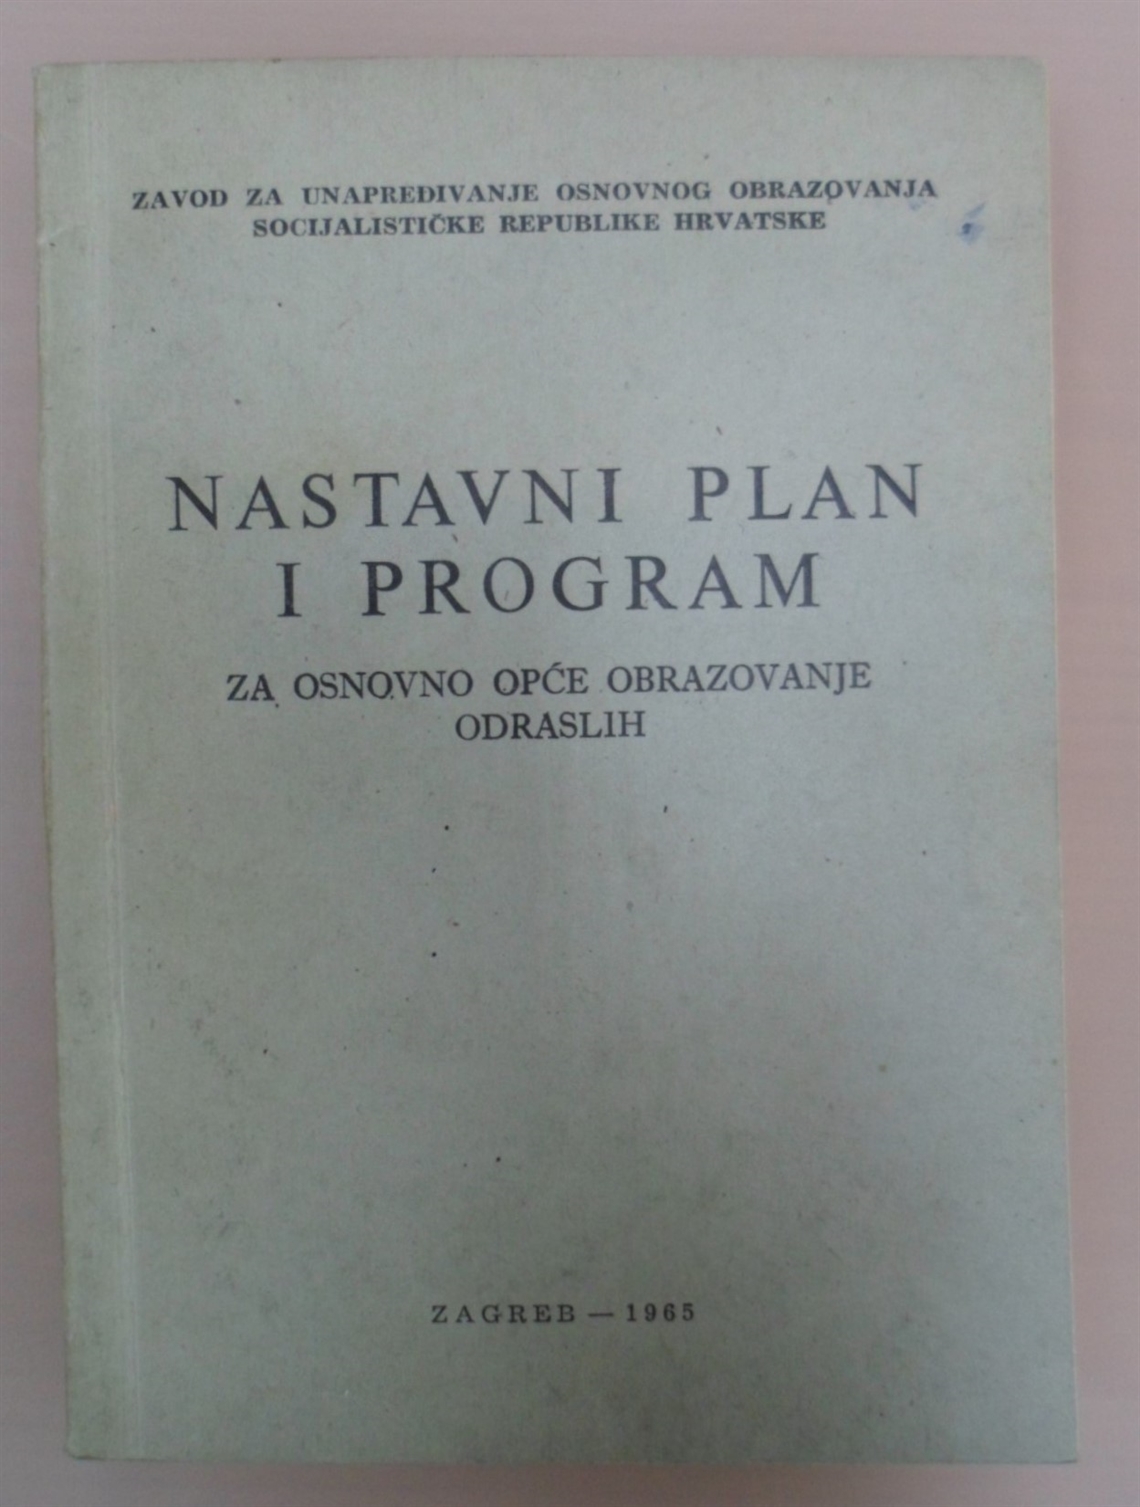 ZAVOD ZA UNAPREĐIVANJE OSNOVNOG OBRAZOVANJA
SOCIJALISTIČKE REPUBLIKE HRVATSKE
NASTAVNI PLAN
I PROGRAM
ZA OSNOVNO OPĆE OBRAZOVANJE
ODRASLIH
ZAGREB — 1965